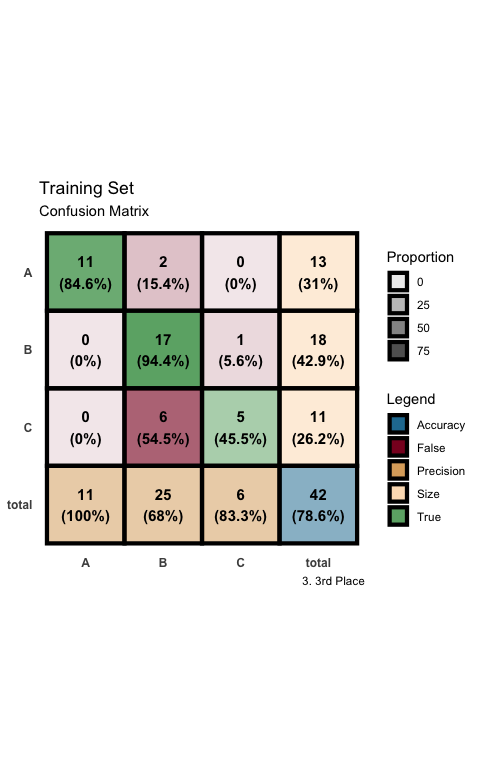 Training Set
Confusion Matrix
A
11
(84.6%)
2
(15.4%)
0
(0%)
13
(31%)
B
0
(0%)
17
(94.4%)
1
(5.6%)
18
(42.9%)
C
0
(0%)
6
(54.5%)
5
(45.5%)
11
(26.2%)
total
11
(100%)
25
(68%)
6
(83.3%)
42
(78.6%)
A
B
C
total
3. 3rd Place
Proportion
0
25
50
75
Legend
Accuracy
False
Precision
Size
True